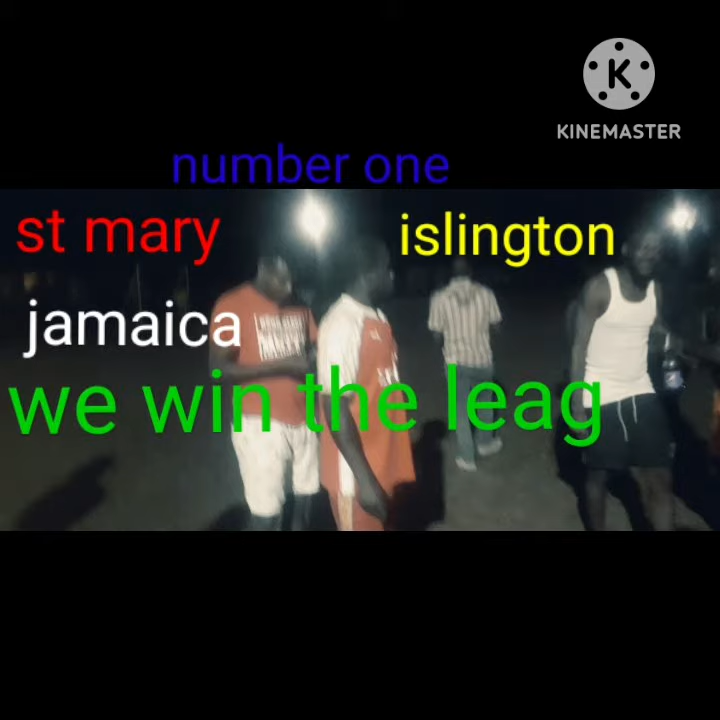 KINEMASTER
number one
st mary
islington
jamaica
we win the leag